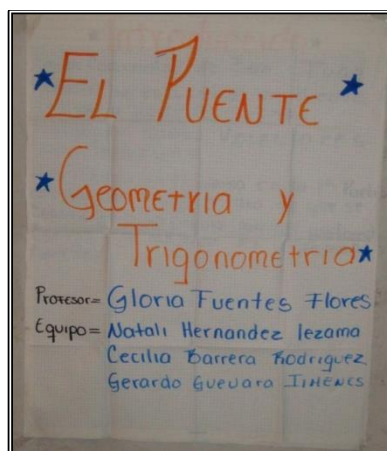 EL PUENTE
Geometria y
Trigonometria
Profesor= Gloria Fuentes Flores
Equipo= Natali Hernandez lezama
Cecilia Barrera Rodriguez
Gerardo Guevara JIMENES